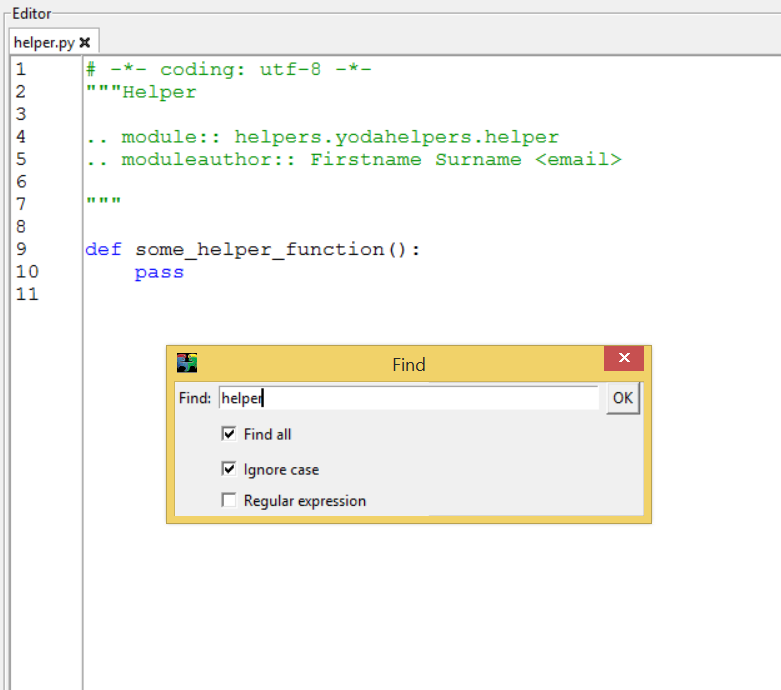 Editor
helper.py
1 # -*- coding: utf-8 -*-
2 """Helper
3
4 .. module:: helpers.yodahelpers.helper
5 .. moduleauthor:: Firstname Surname <email>
6
7 """
8
9 def some_helper_function():
10     pass
11
Find
Find: helper OK
Find all
Ignore case
Regular expression